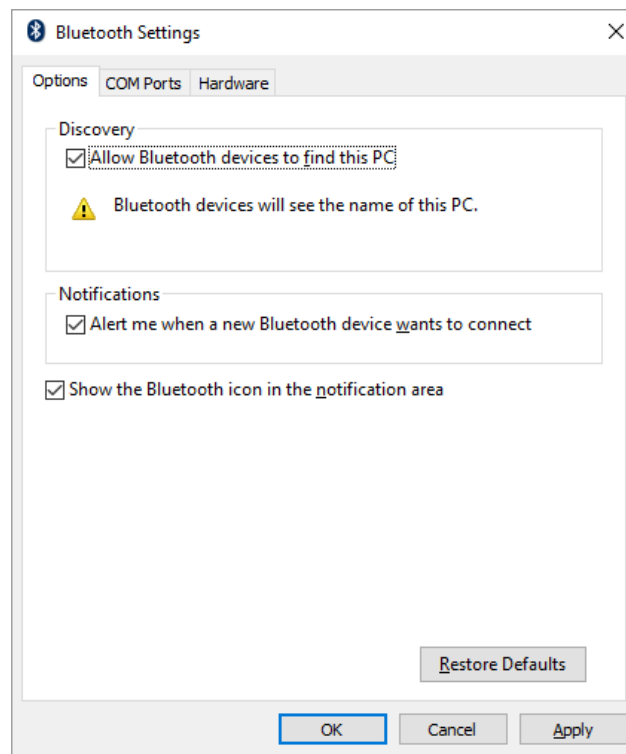 Bluetooth Settings
Options COM Ports Hardware
Discovery
Allow Bluetooth devices to find this PC
Bluetooth devices will see the name of this PC.
Notifications
Alert me when a new Bluetooth device wants to connect
Show the Bluetooth icon in the notification area
Restore Defaults
OK Cancel Apply